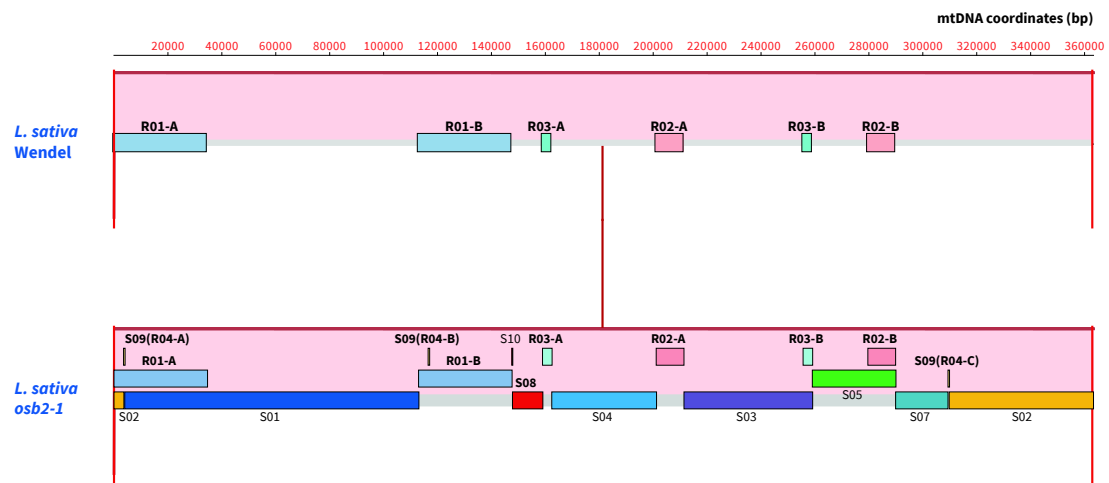 mtDNA coordinates (bp)
20000 40000 60000 80000 100000 120000 140000 160000 180000 200000 220000 240000 260000 280000 300000 320000 340000 360000
R01-A R01-B R03-A R02-A R03-B R02-B
L. sativa
Wendel
S09(R04-A) S09(R04-B) S10 R03-A R02-A R03-B R02-B
R01-A R01-B S09(R04-C)
S08
L. sativa
osb2-1
S05
S02 S01 S04 S03 S07 S02